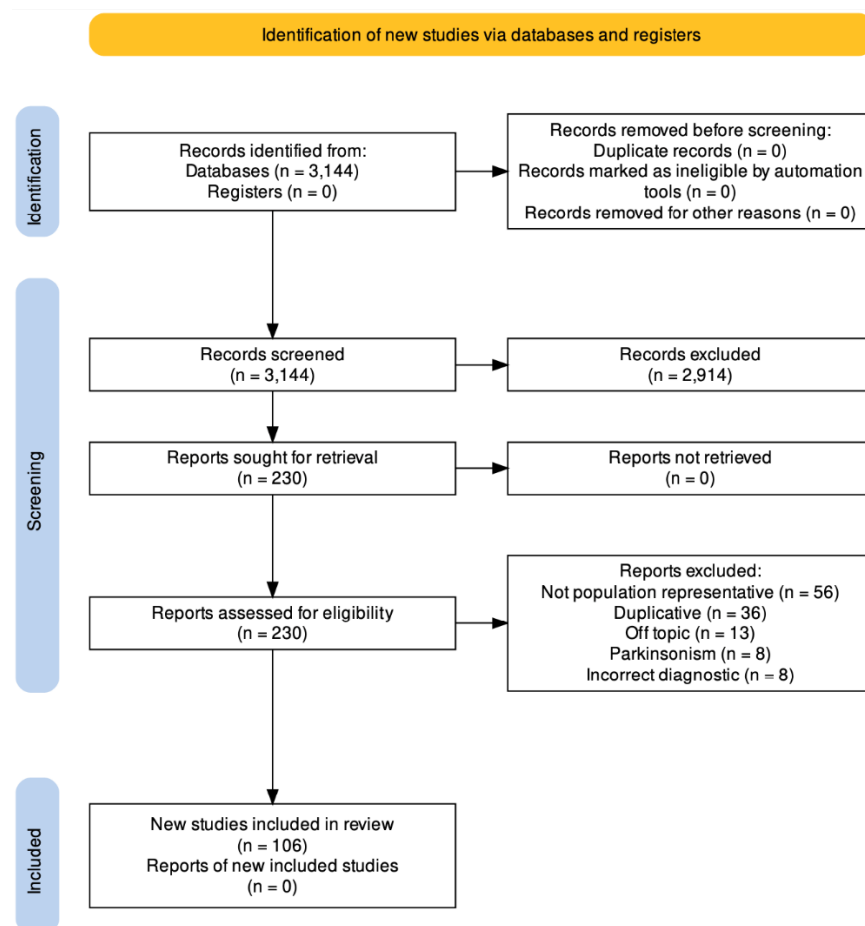 Identification of new studies via databases and registers
Identification
Records identified from:
Databases (n = 3,144)
Registers (n = 0)
Records removed before screening:
Duplicate records (n = 0)
Records marked as ineligible by automation
tools (n = 0)
Records removed for other reasons (n = 0)
Screening
Records screened
(n = 3,144)
Records excluded
(n = 2,914)
Reports sought for retrieval
(n = 230)
Reports not retrieved
(n = 0)
Reports assessed for eligibility
(n = 230)
Reports excluded:
Not population representative (n = 56)
Duplicative (n = 36)
Off topic (n = 13)
Parkinsonism (n = 8)
Incorrect diagnostic (n = 8)
Included
New studies included in review
(n = 106)
Reports of new included studies
(n = 0)